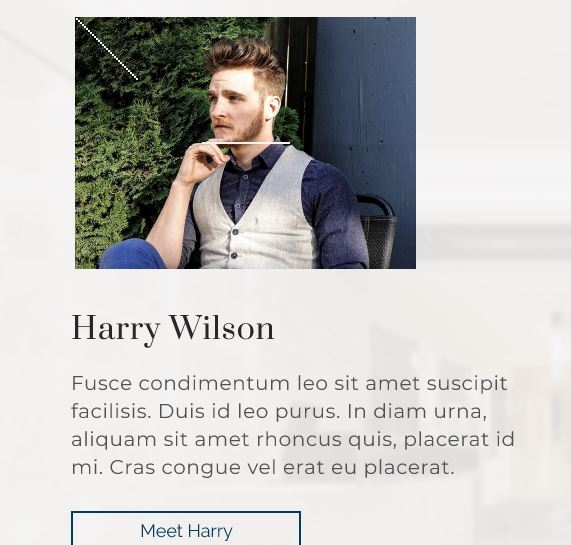 Harry Wilson
Fusce condimentum leo sit amet suscipit
facilisis. Duis id leo purus. In diam urna,
aliquam sit amet rhoncus quis, placerat id
mi. Cras congue vel erat eu placerat.
Meet Harry